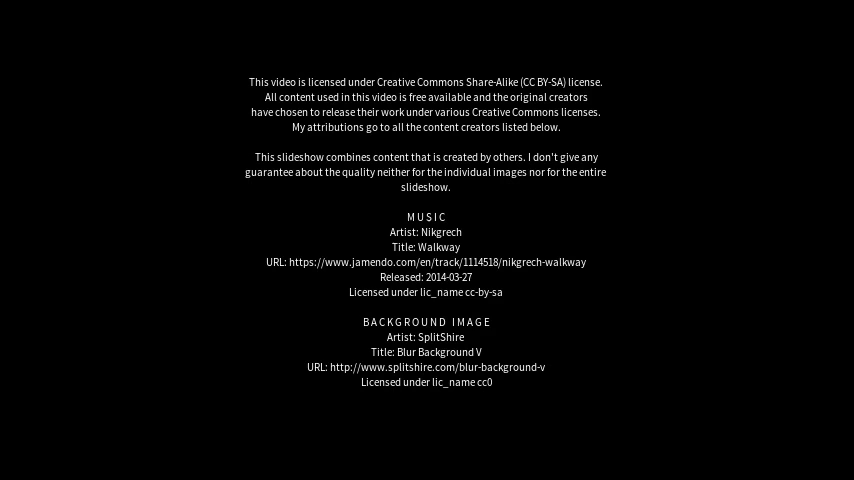 This video is licensed under Creative Commons Share-Alike (CC BY-SA) license.
All content used in this video is free available and the original creators
have chosen to release their work under various Creative Commons licenses.
My attributions go to all the content creators listed below.
This slideshow combines content that is created by others. I don't give any
guarantee about the quality neither for the individual images nor for the entire
slideshow.
MUSIC
Artist: Nikgrech
Title: Walkway
URL: https://www.jamendo.com/en/track/1114518/nikgrech-walkway
Released: 2014-03-27
Licensed under lic_name cc-by-sa
BACKGROUND IMAGE
Artist: SplitShire
Title: Blur Background V
URL: http://www.splitshire.com/blur-background-v
Licensed under lic_name cc0